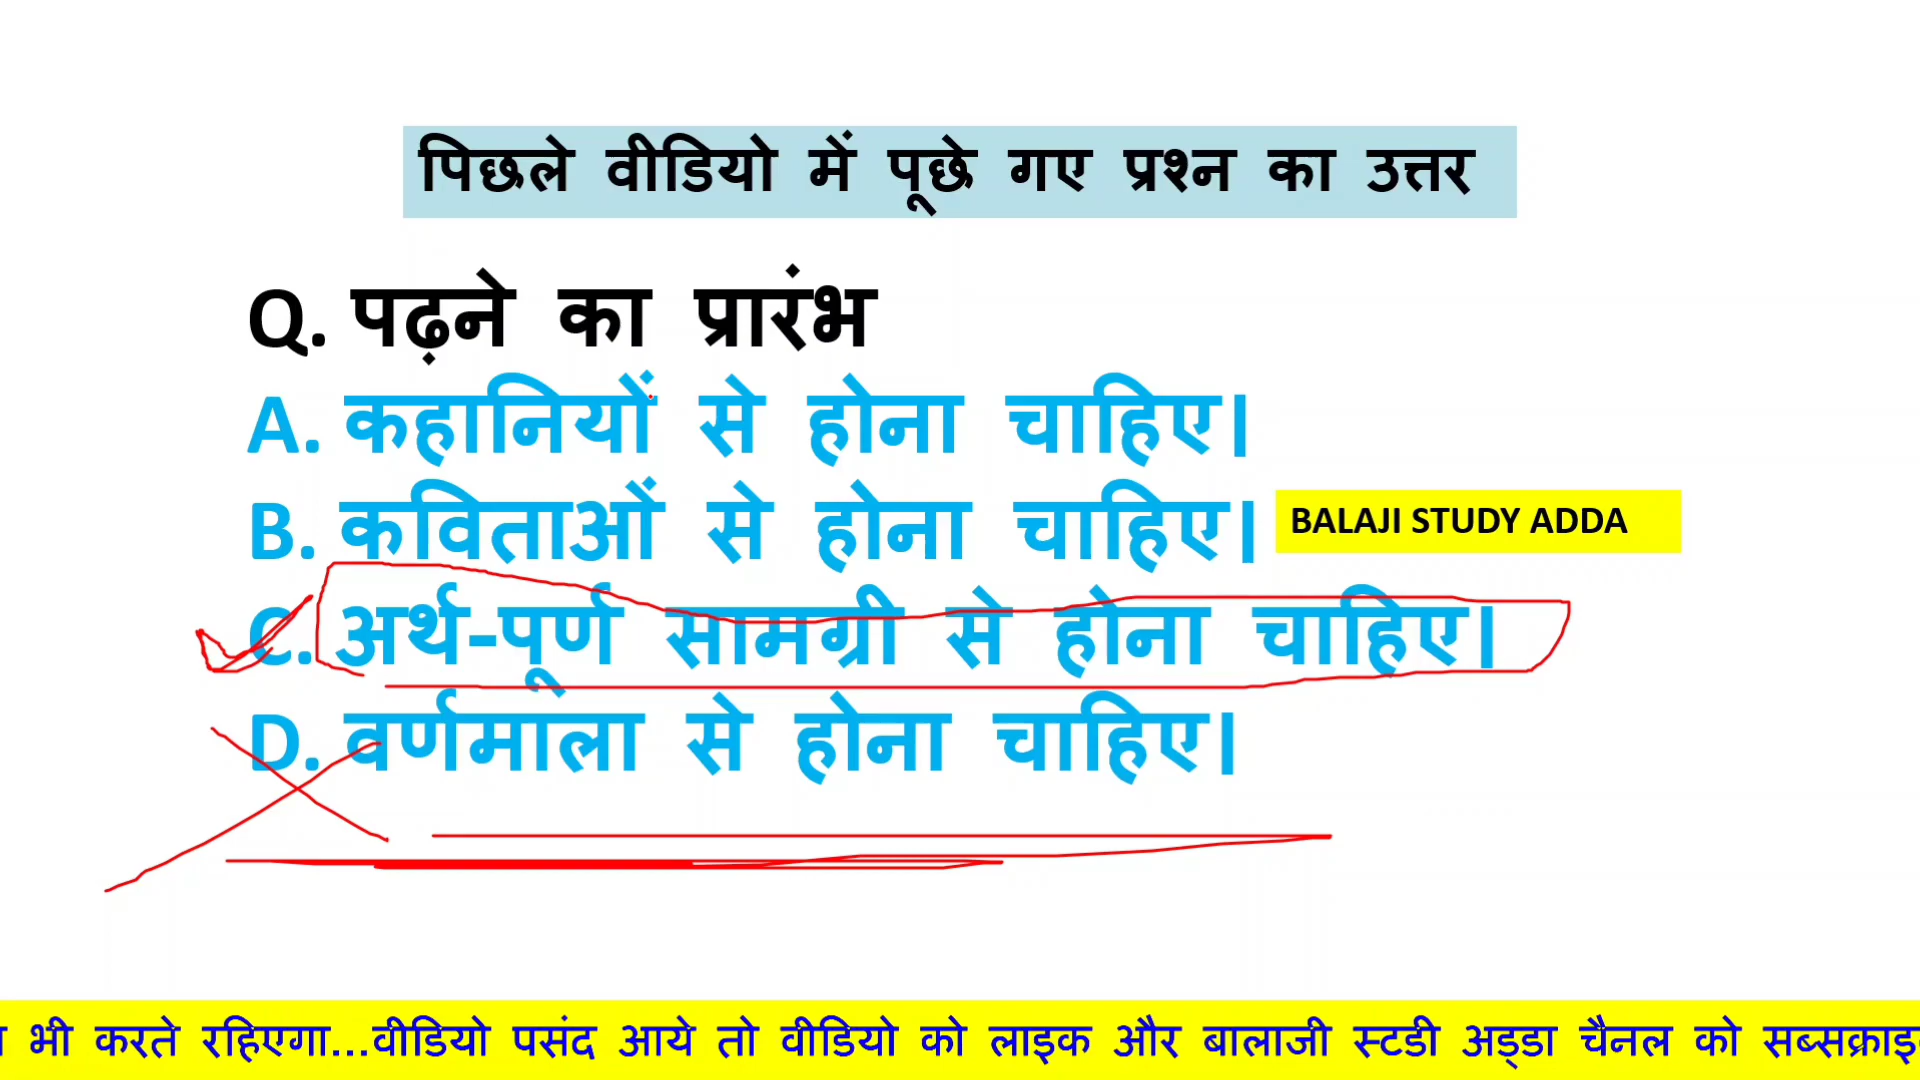 पिछले वीडियो में पूछे गए प्रश्न का उत्तर
Q. पढ़ने का प्रारंभ
A. कहानियों से होना चाहिए।
B. कविताओं से होना चाहिए।
BALAJI STUDY ADDA
C. अर्थ-पूर्ण सामग्री से होना चाहिए।
D. वर्णमाला से होना चाहिए।
भी करते रहिएगा...वीडियो पसंद आये तो वीडियो को लाइक और बालाजी स्टडी अड्डा चैनल को